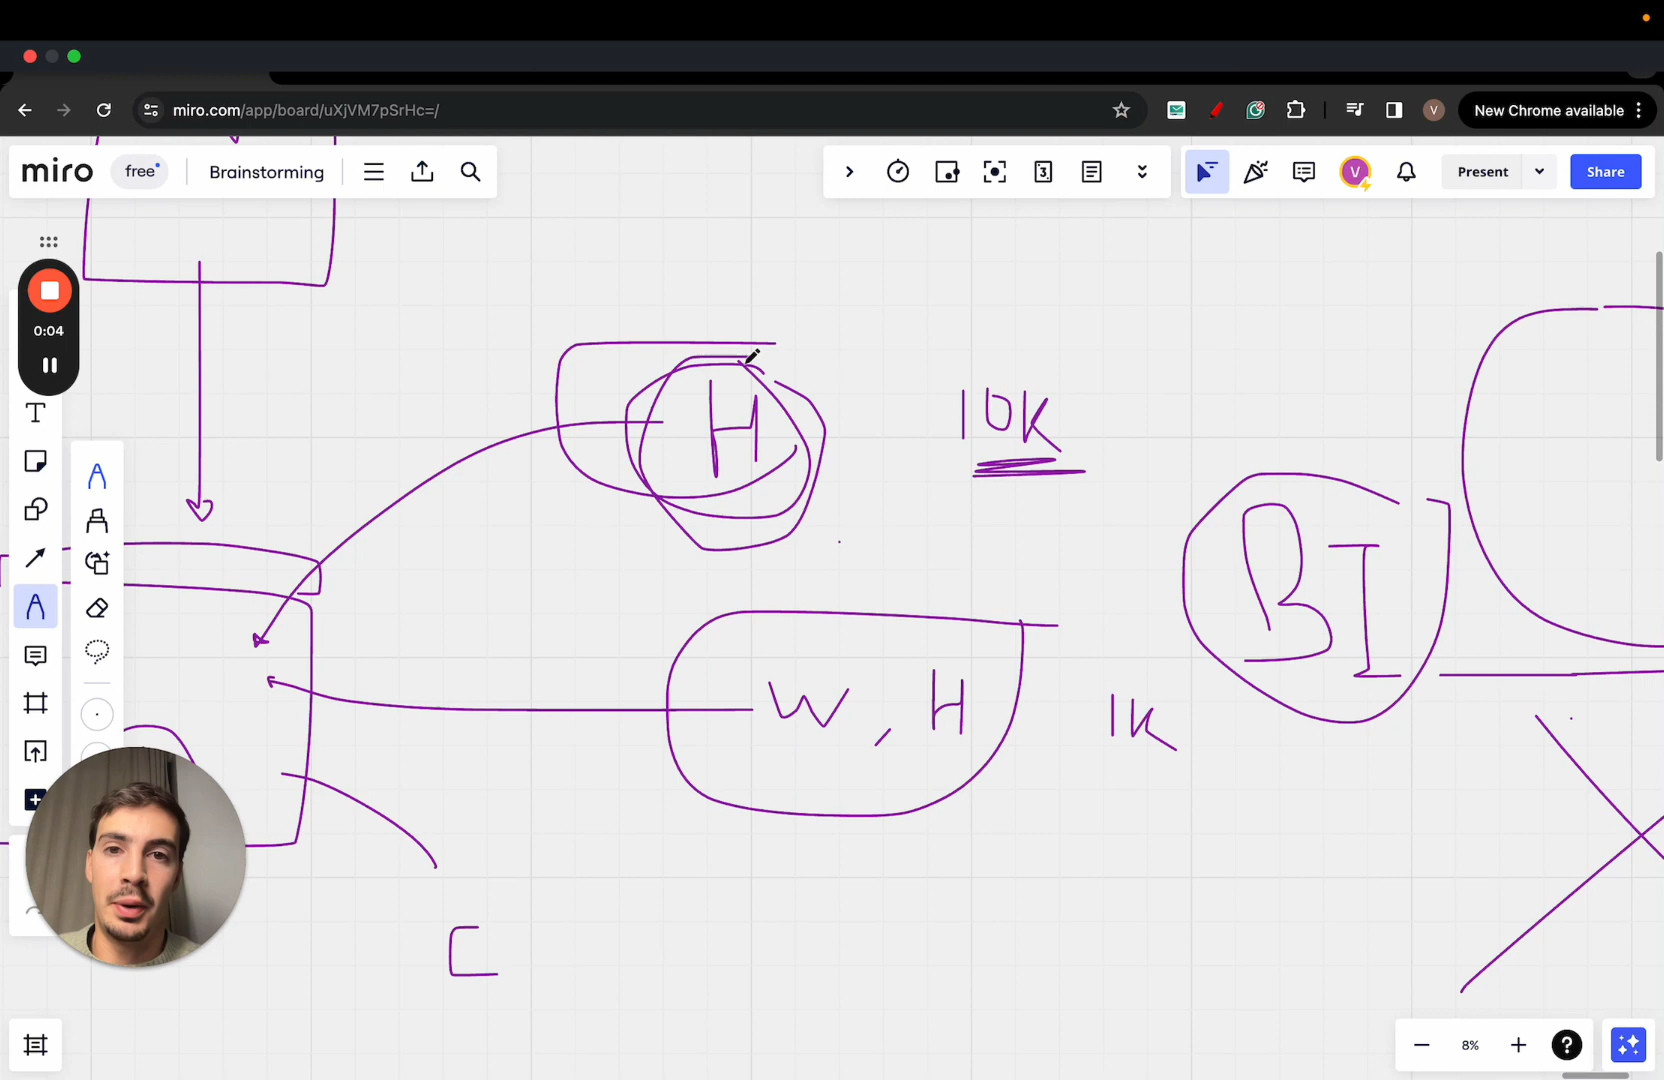 miro.com/app/board/uXjVM7pSrHc=/
V
New Chrome available
miro
free
Brainstorming
3
V
Present
Share
0:04
T
H
10K
BI
W, H
1K
C
8%
?